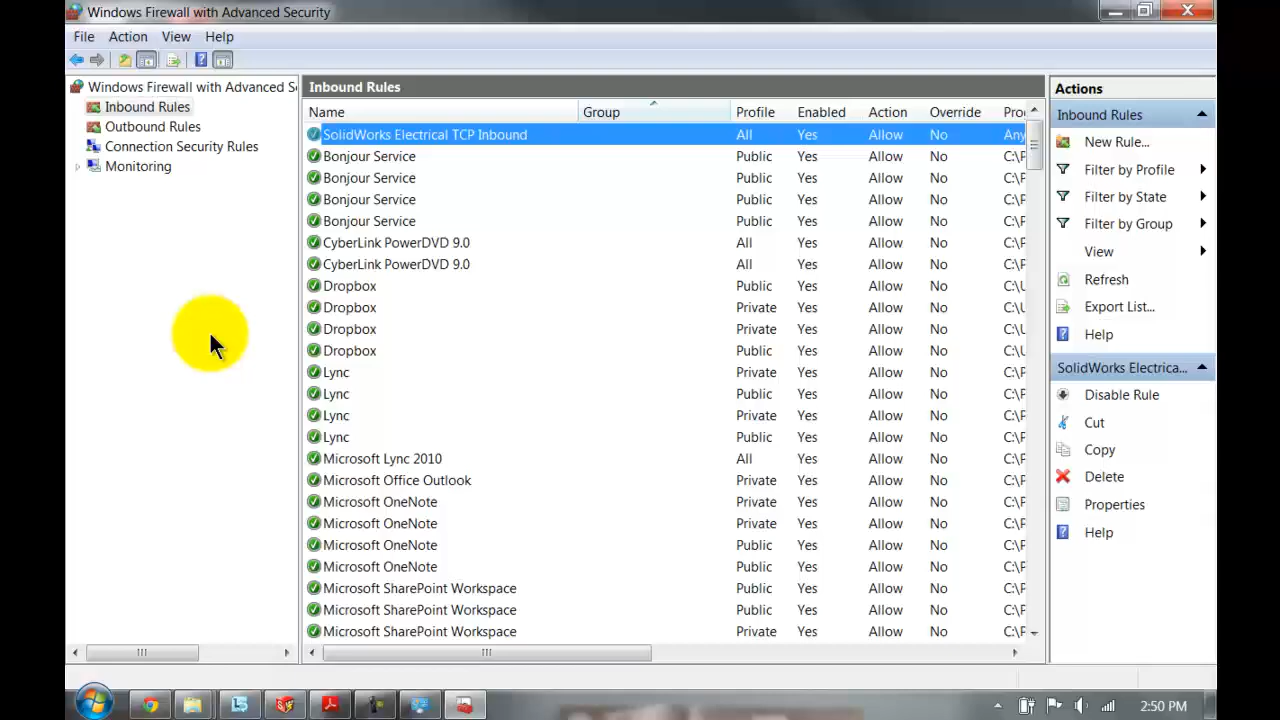 Windows Firewall with Advanced Security
File Action View Help
Windows Firewall with Advanced S
Inbound Rules
Outbound Rules
Connection Security Rules
Monitoring
Inbound Rules
Name Group Profile Enabled Action Override Pro
SolidWorks Electrical TCP Inbound All Yes Allow No Any
Bonjour Service Public Yes Allow No C:\P
Bonjour Service Public Yes Allow No C:\P
Bonjour Service Public Yes Allow No C:\P
Bonjour Service Public Yes Allow No C:\P
CyberLink PowerDVD 9.0 All Yes Allow No C:\P
CyberLink PowerDVD 9.0 All Yes Allow No C:\P
Dropbox Public Yes Allow No C:\U
Dropbox Private Yes Allow No C:\U
Dropbox Private Yes Allow No C:\U
Dropbox Public Yes Allow No C:\U
Lync Private Yes Allow No C:\P
Lync Public Yes Allow No C:\P
Lync Private Yes Allow No C:\P
Lync Public Yes Allow No C:\P
Microsoft Lync 2010 All Yes Allow No C:\P
Microsoft Office Outlook Private Yes Allow No C:\P
Microsoft OneNote Private Yes Allow No C:\P
Microsoft OneNote Private Yes Allow No C:\P
Microsoft OneNote Public Yes Allow No C:\P
Microsoft OneNote Public Yes Allow No C:\P
Microsoft SharePoint Workspace Public Yes Allow No C:\P
Microsoft SharePoint Workspace Public Yes Allow No C:\P
Microsoft SharePoint Workspace Private Yes Allow No C:\P
Actions
Inbound Rules
New Rule...
Filter by Profile
Filter by State
Filter by Group
View
Refresh
Export List...
Help
SolidWorks Electrica...
Disable Rule
Cut
Copy
Delete
Properties
Help
2:50 PM